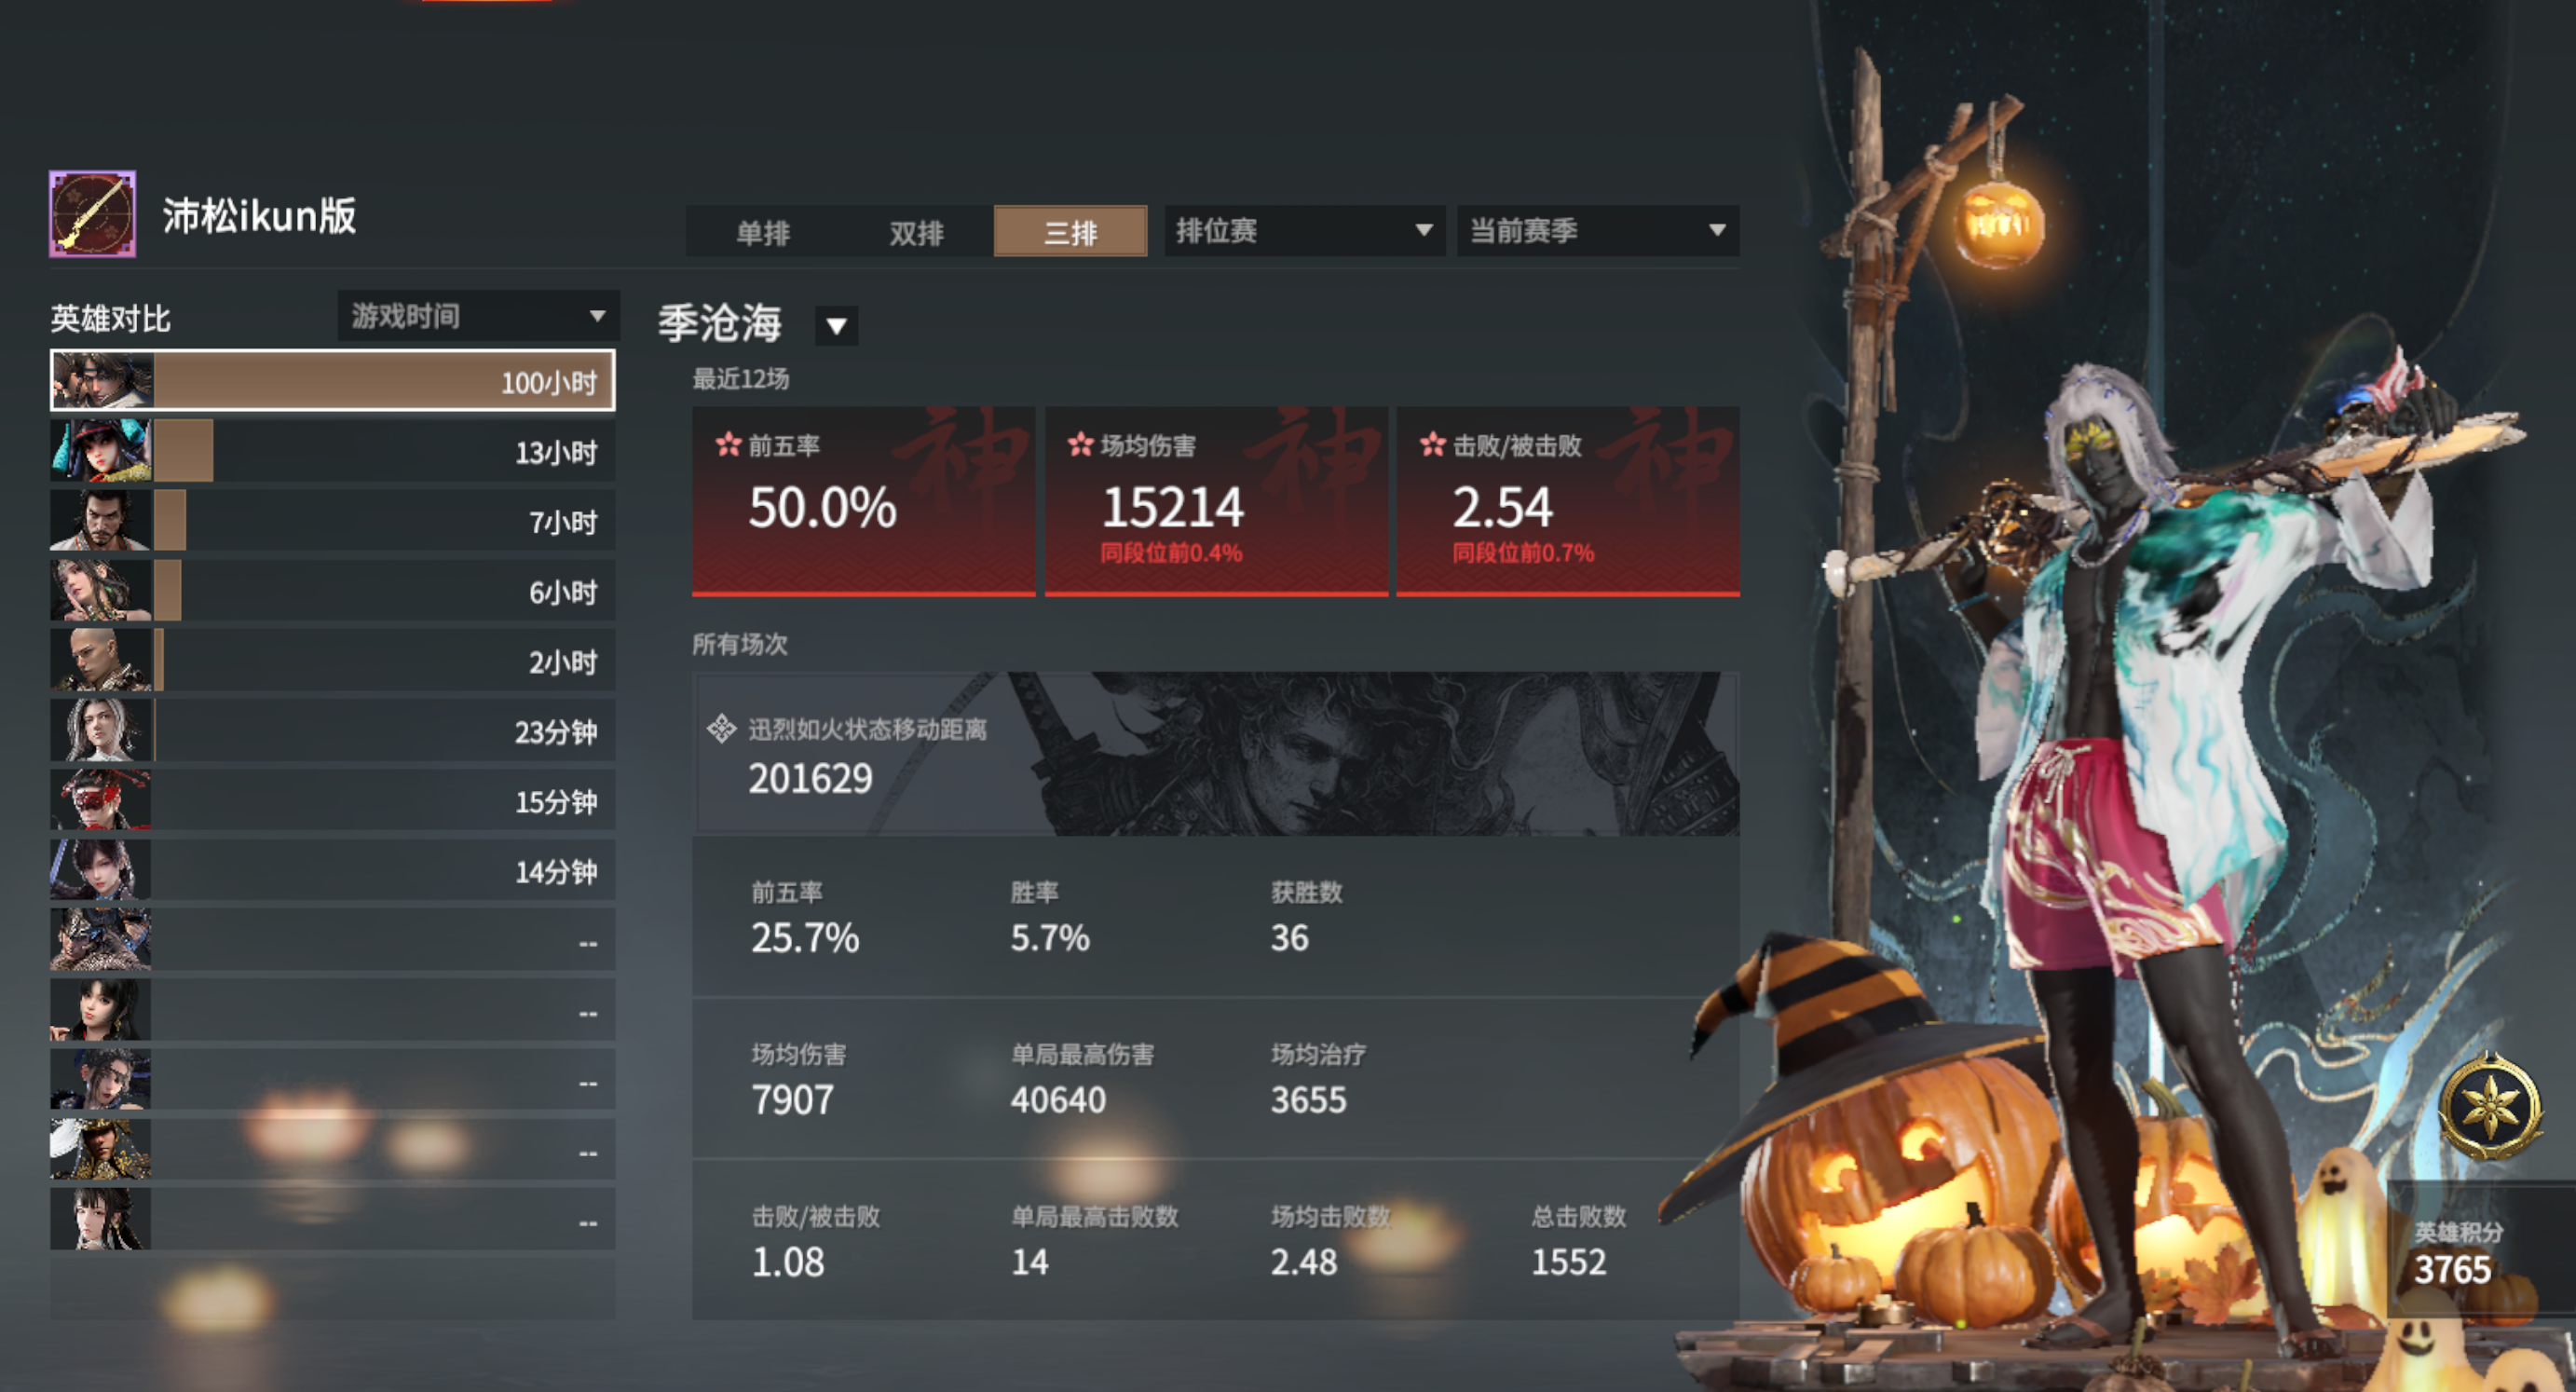 沛松ikun版
单排 双排 三排 排位赛 当前赛季
英雄对比 游戏时间
100小时
13小时
7小时
6小时
2小时
23分钟
15分钟
14分钟
--
--
--
--
--
季沧海
最近12场
前五率 场均伤害 击败/被击败
神 神 神
50.0% 15214 2.54
同段位前0.4% 同段位前0.7%
所有场次
迅烈如火状态移动距离
201629
前五率 胜率 获胜数
25.7% 5.7% 36
场均伤害 单局最高伤害 场均治疗
7907 40640 3655
击败/被击败 单局最高击败数 场均击败数 总击败数
1.08 14 2.48 1552
英雄积分
3765